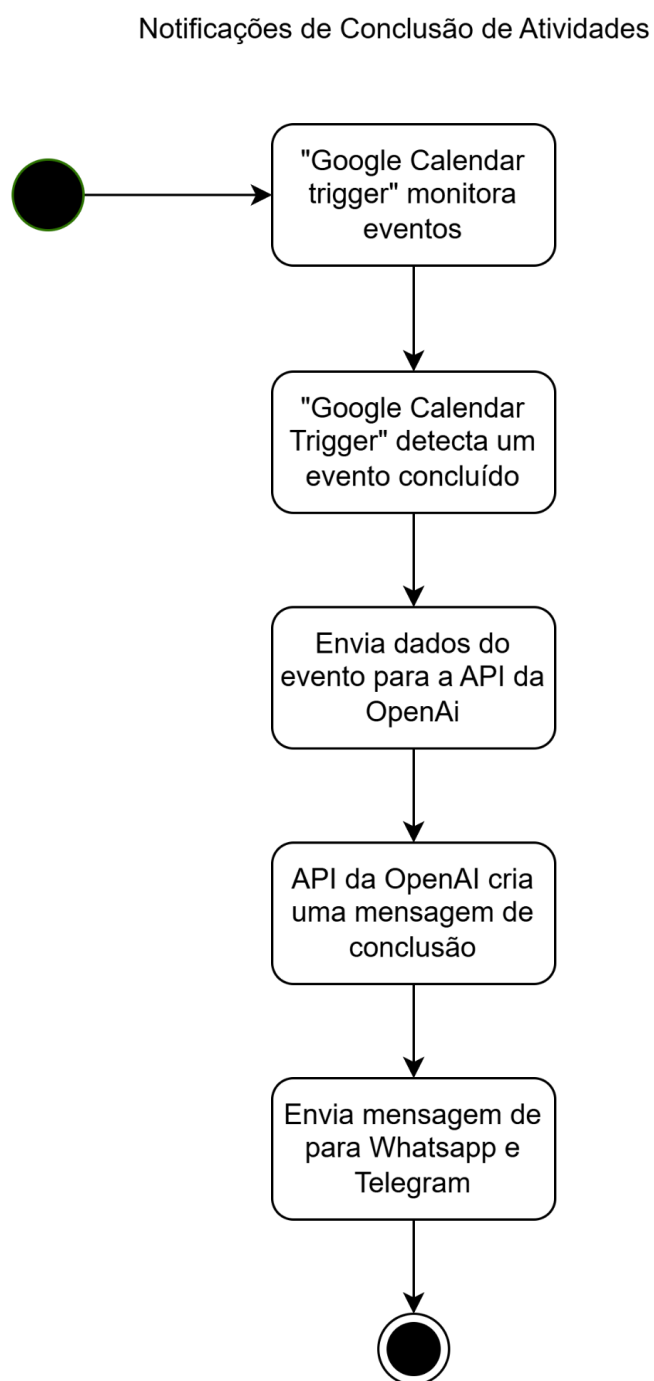 Notificações de Conclusão de Atividades
"Google Calendar
trigger" monitora
eventos
"Google Calendar
Trigger" detecta um
evento concluído
Envia dados do
evento para a API da
OpenAi
API da OpenAI cria
uma mensagem de
conclusão
Envia mensagem de
para Whatsapp e
Telegram